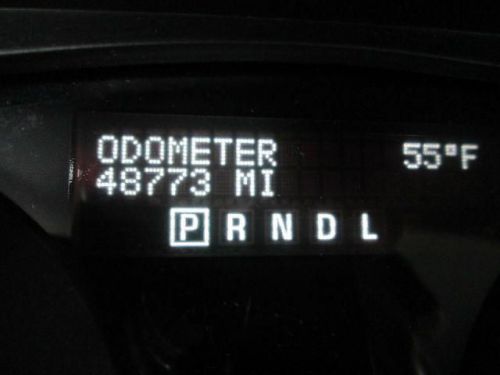 ODOMETER 55°F
48773 MI
P R N D L